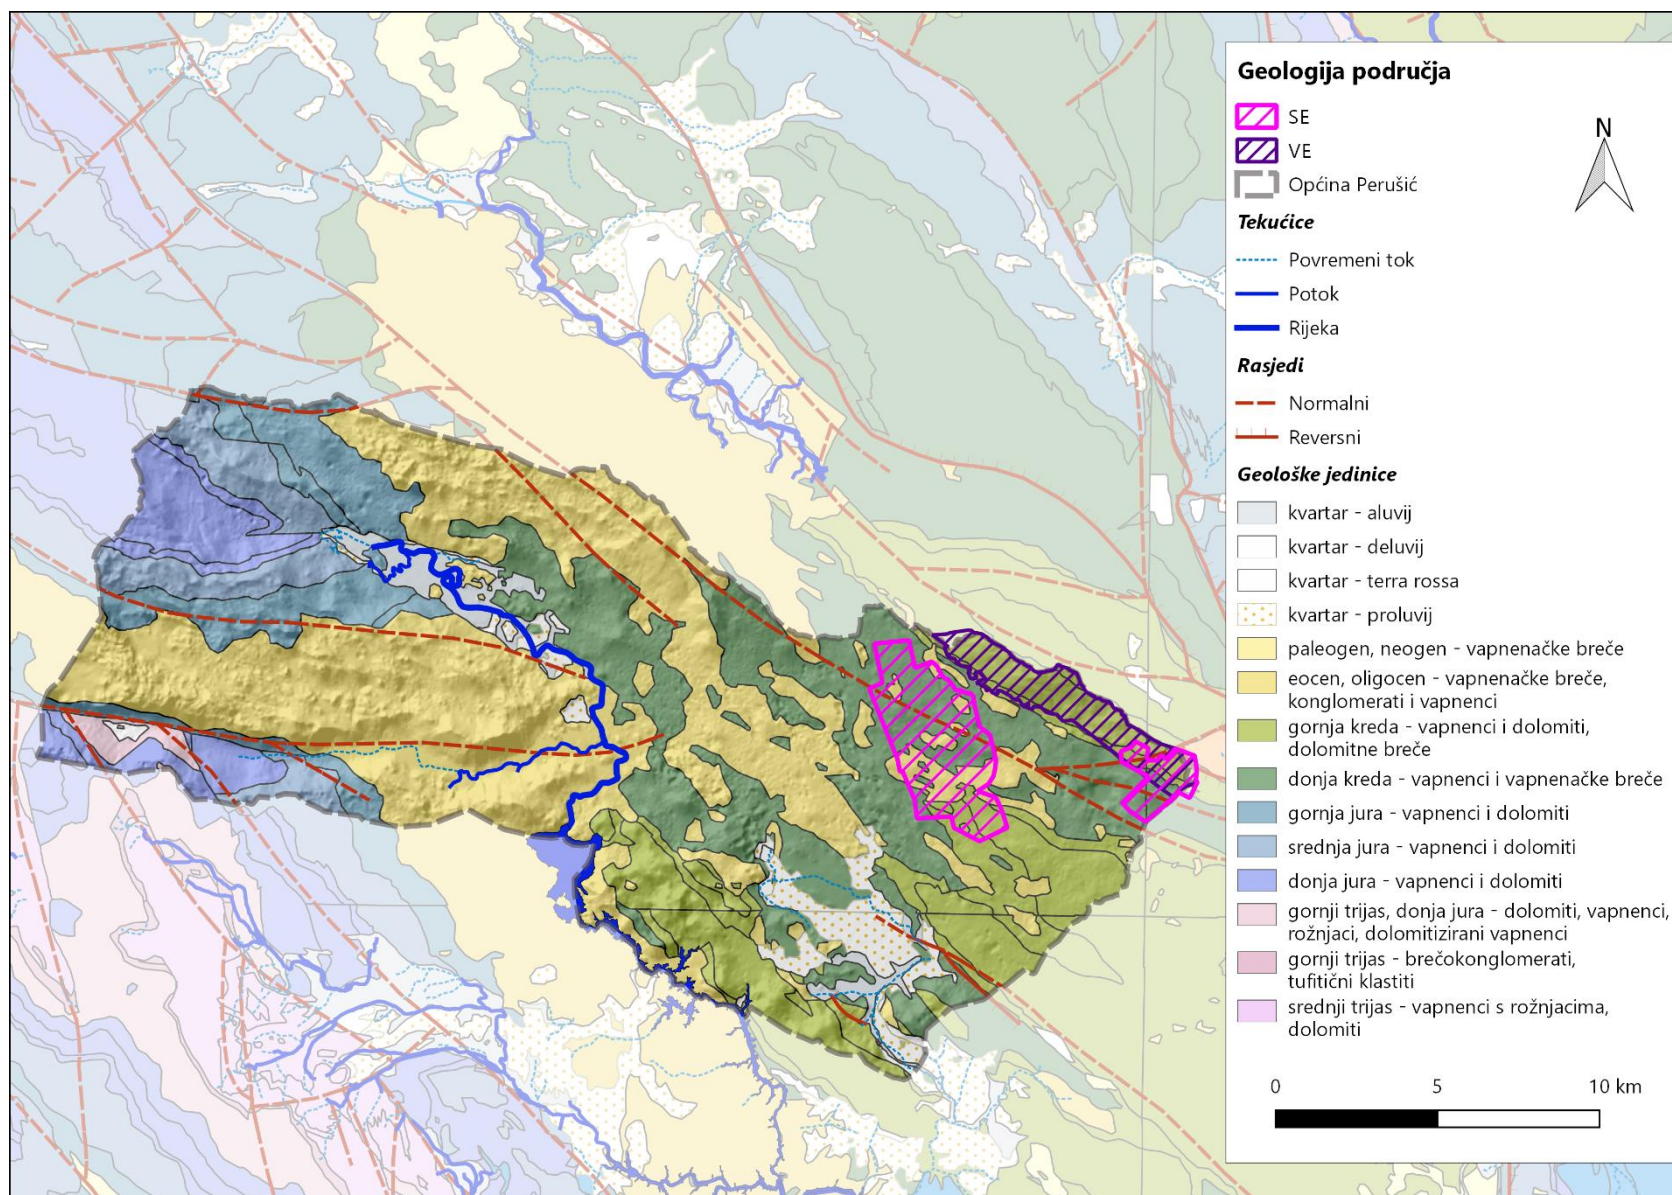 Geologija područja
SE
VE
Općina Perušić
N
Tekućice
Povremeni tok
Potok
Rijeka
Rasjedi
Normalni
Reversni
Geološke jedinice
kvartar - aluvij
kvartar - deluvij
kvartar - terra rossa
kvartar - proluvij
paleogen, neogen - vapnenačke breče
eocen, oligocen - vapnenačke breče,
konglomerati i vapnenci
gornja kreda - vapnenci i dolomiti,
dolomitne breče
donja kreda - vapnenci i vapnenačke breče
gornja jura - vapnenci i dolomiti
srednja jura - vapnenci i dolomiti
donja jura - vapnenci i dolomiti
gornji trijas, donja jura - dolomiti, vapnenci,
rožnjaci, dolomitizirani vapnenci
gornji trijas - brečokonglomerati,
tufitični klastiti
srednji trijas - vapnenci s rožnjacima,
dolomiti
0 5 10 km